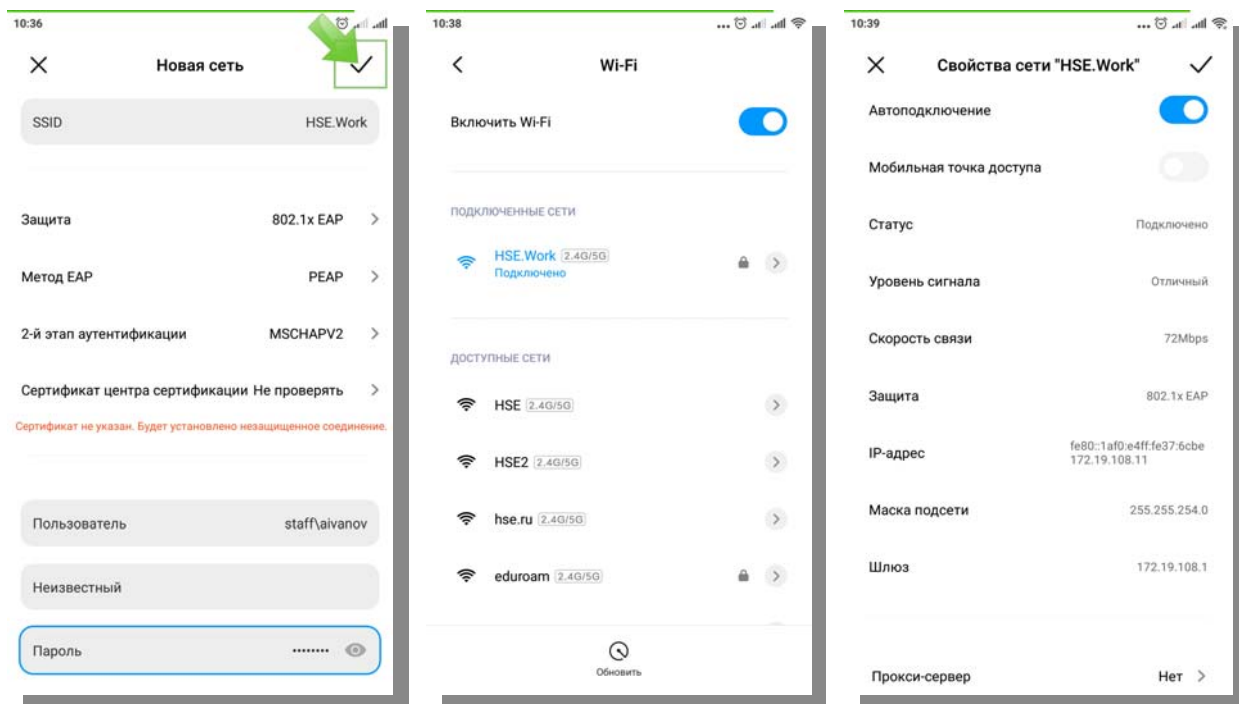 10:36
Новая сеть
SSID HSE.Work
Защита 802.1x EAP
Метод EAP PEAP
2-й этап аутентификации MSCHAPV2
Сертификат центра сертификации Не проверять
Сертификат не указан. Будет установлено незащищенное соединение.
Пользователь staff\aivanov
Неизвестный
Пароль ········
10:38
Wi-Fi
Включить Wi-Fi
ПОДКЛЮЧЕННЫЕ СЕТИ
HSE.Work 2.4G/5G
Подключено
ДОСТУПНЫЕ СЕТИ
HSE 2.4G/5G
HSE2 2.4G/5G
hse.ru 2.4G/5G
eduroam 2.4G/5G
Обновить
10:39
Свойства сети "HSE.Work"
Автоподключение
Мобильная точка доступа
Статус Подключено
Уровень сигнала Отличный
Скорость связи 72Mbps
Защита 802.1x EAP
IP-адрес fe80::1af0:e4ff:fe37:6cbe
172.19.108.11
Маска подсети 255.255.254.0
Шлюз 172.19.108.1
Прокси-сервер Нет